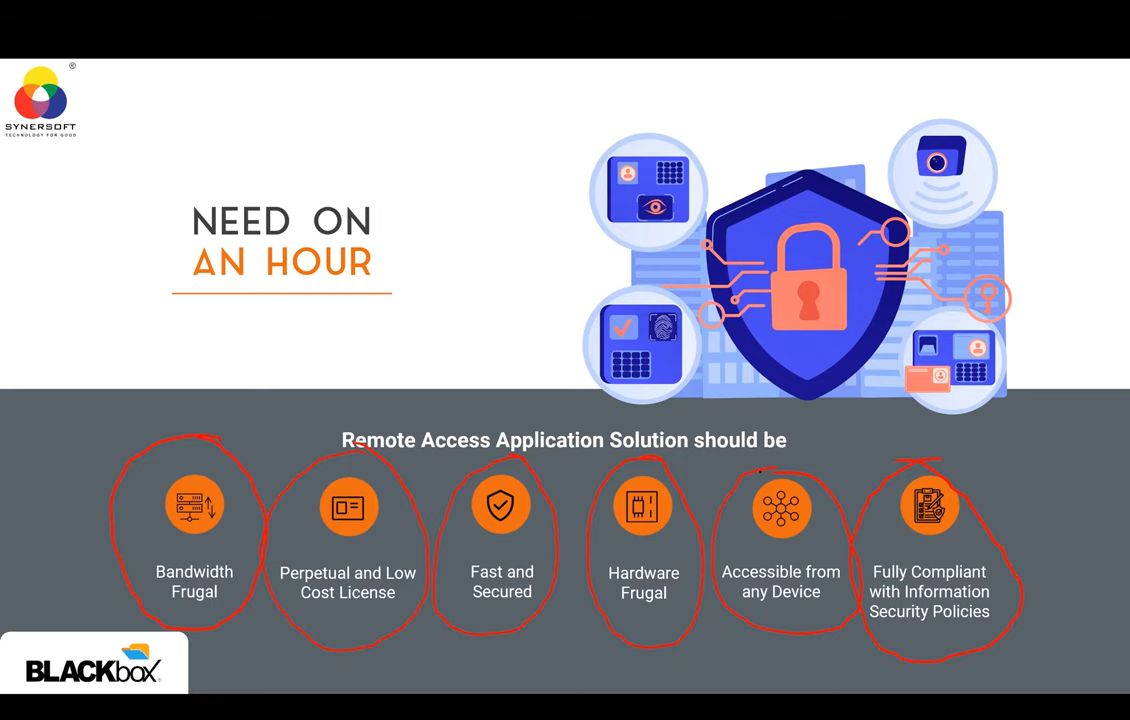 ®
SYNERSOFT
TECHNOLOGY FOR GOOD
NEED ON
AN HOUR
Remote Access Application Solution should be
Bandwidth
Frugal
Perpetual and Low
Cost License
Fast and
Secured
Hardware
Frugal
Accessible from
any Device
Fully Compliant
with Information
Security Policies
BLACKbox®